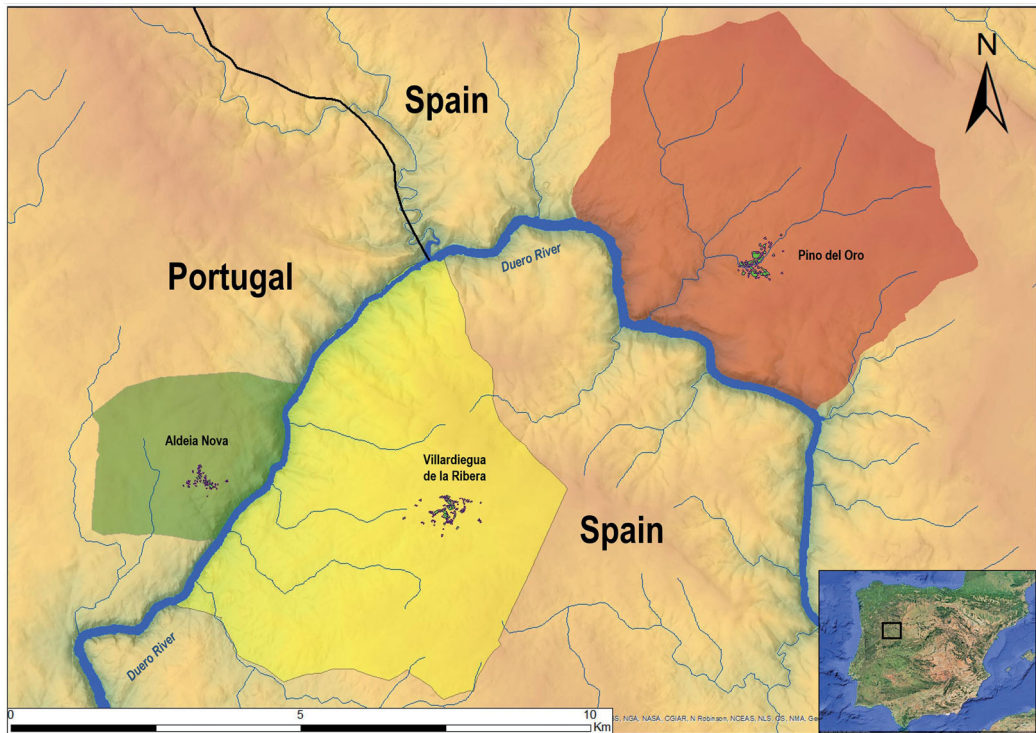 Spain
N
Duero River
Pino del Oro
Portugal
Aldeia Nova
Villardiegua
de la Ribera
Spain
Duero River
0
5
10
Km
NGA, NASA, CGIAR, N Robinson, NCEAS, NLS, OS, NMA,